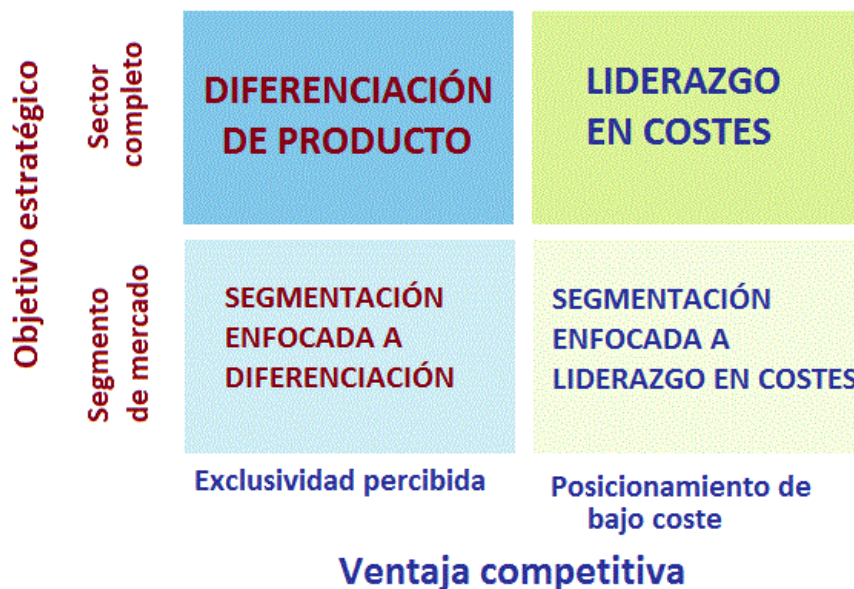 Objetivo estratégico
Sector
completo
DIFERENCIACIÓN
DE PRODUCTO
LIDERAZGO
EN COSTES
Segmento
de mercado
SEGMENTACIÓN
ENFOCADA A
DIFERENCIACIÓN
SEGMENTACIÓN
ENFOCADA A
LIDERAZGO EN COSTES
Exclusividad percibida
Posicionamiento de
bajo coste
Ventaja competitiva